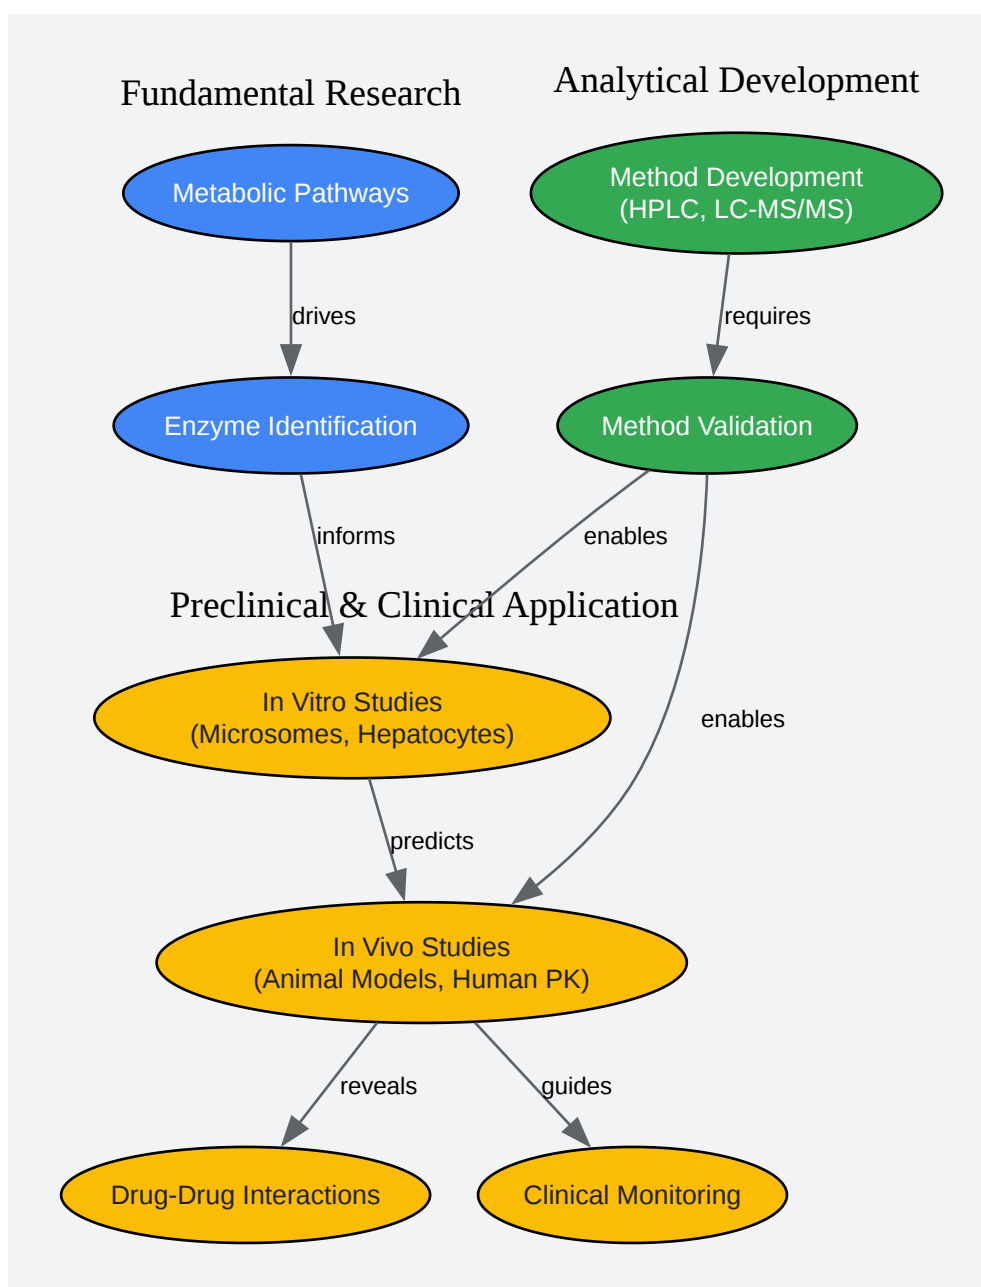 Fundamental Research
Analytical Development
Metabolic Pathways
Method Development
(HPLC, LC-MS/MS)
drives
requires
Enzyme Identification
Method Validation
informs
enables
Preclinical & Clinical Application
In Vitro Studies
(Microsomes, Hepatocytes)
enables
predicts
In Vivo Studies
(Animal Models, Human PK)
reveals
guides
Drug-Drug Interactions
Clinical Monitoring